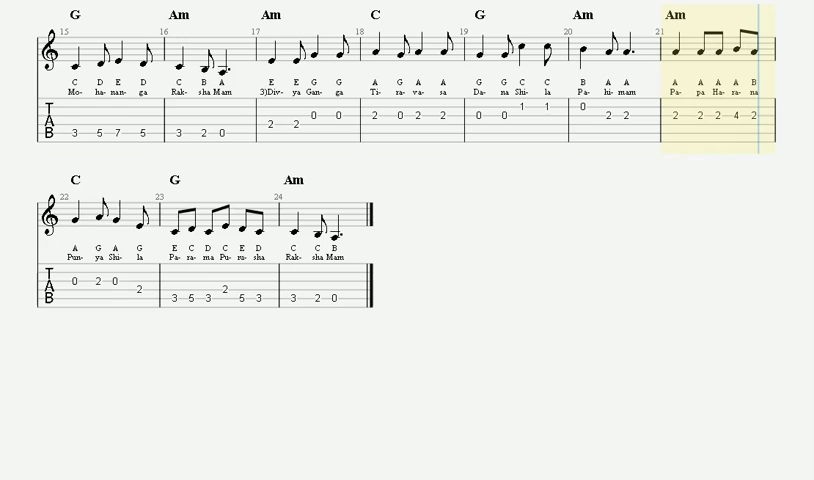 G Am Am C G Am Am
15 16 17 18 19 20 21
C D E D C B A E E G G A G A A G G C C B A A A A A A B
Mo- ha- nan- ga Rak- sha Mam 3)Div- ya Gan- ga Ti- ra- va- sa Da- na Shi- la Pa- hi- mam Pa- pa Ha- ra- na
T 0 0 1 1 0
A 2 2 2 0 2 2 0 0 2 2 2 2 2 4 2
B 3 5 7 5 3 2 0
C G Am
22 23 24
A G A G E C D C E D C C B
Pun- ya Shi- la Pa- ra- ma Pu- ru- sha Rak- sha Mam
T
A 0 2 0 2 2
B 3 5 3 5 3 3 2 0